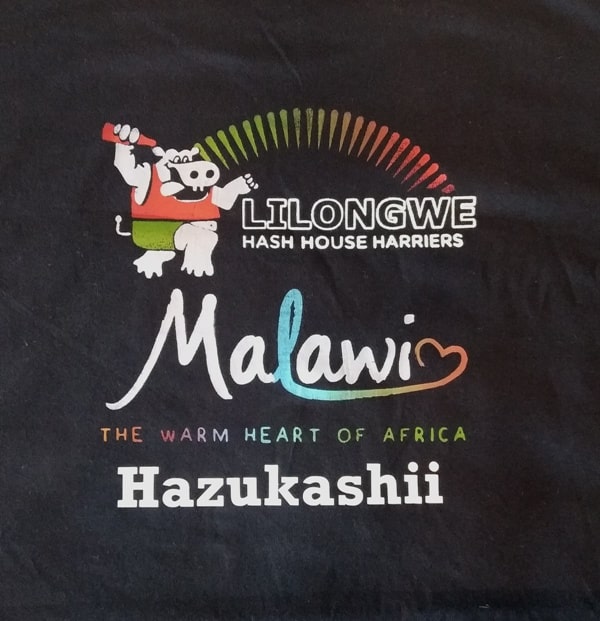 LILONGWE
HASH HOUSE HARRIERS
Malawi
THE WARM HEART OF AFRICA
Hazukashii